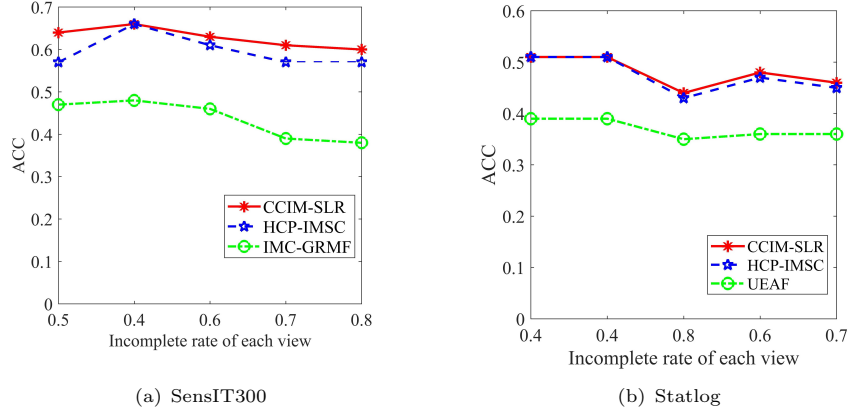 0.7
0.6
0.5
0.4
0.3
0.2
0.1
0
ACC
CCIM-SLR
HCP-IMSC
IMC-GRMF
0.5 0.4 0.6 0.7 0.8
Incomplete rate of each view
(a) SensIT300
0.6
0.5
0.4
0.3
0.2
0.1
0
ACC
CCIM-SLR
HCP-IMSC
UEAF
0.4 0.4 0.8 0.6 0.7
Incomplete rate of each view
(b) Statlog